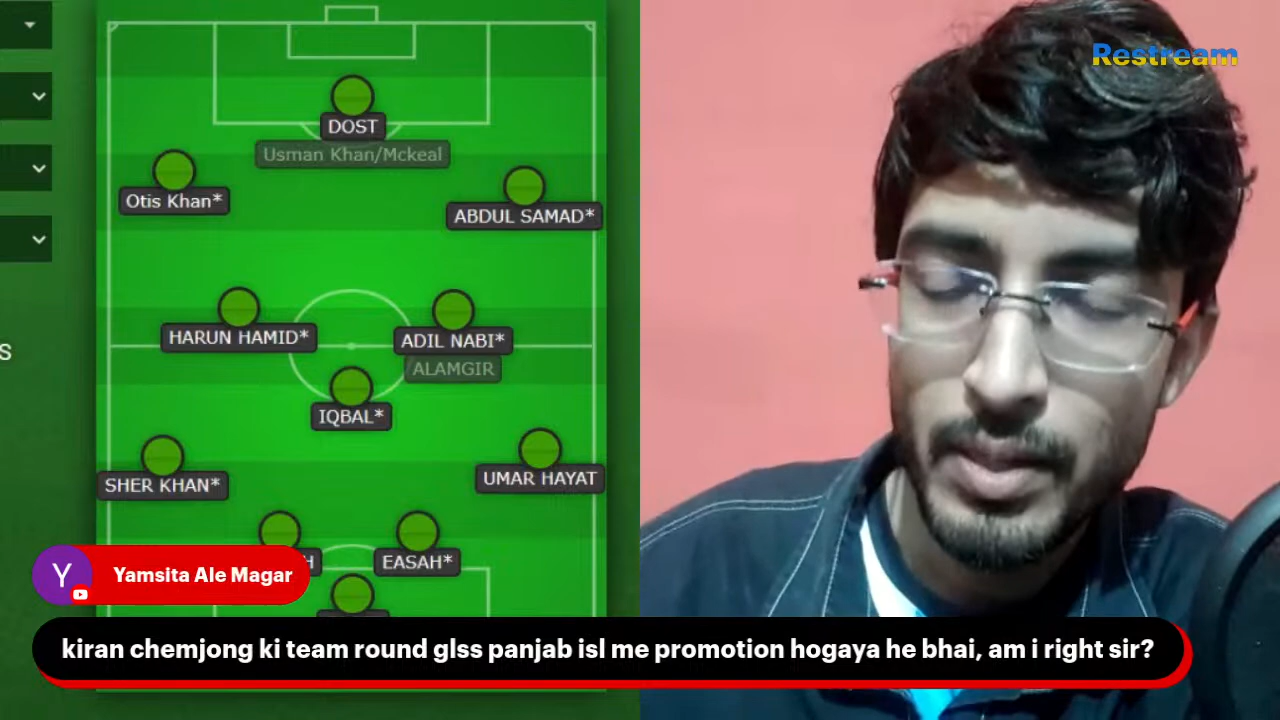 Restream
DOST
Usman Khan/Mckeal
Otis Khan*
ABDUL SAMAD*
HARUN HAMID*
ADIL NABI*
ALAMGIR
IQBAL*
S
SHER KHAN*
UMAR HAYAT
H
EASAH*
Y
Yamsita Ale Magar
kiran chemjong ki team round glss panjab isl me promotion hogaya he bhai, am i right sir?